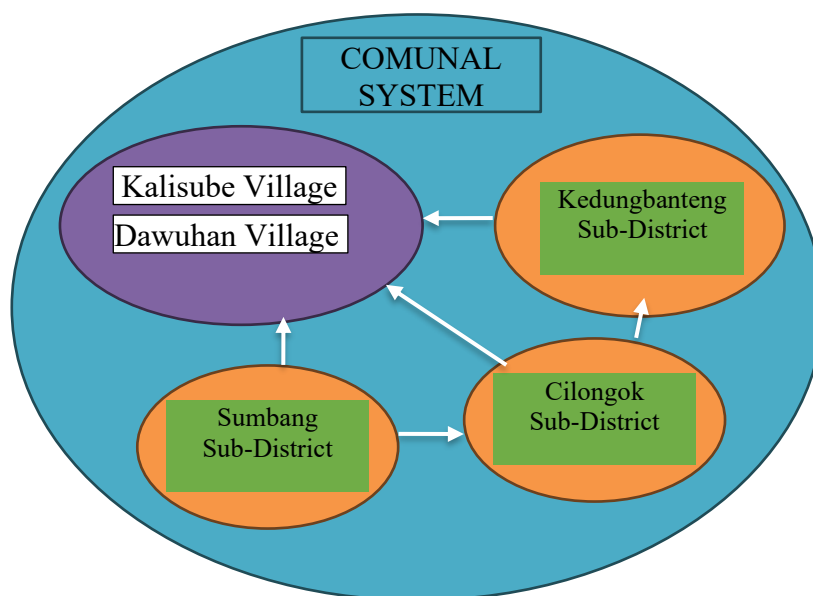 COMUNAL
SYSTEM
Kalisube Village
Dawuhan Village
Kedungbanteng
Sub-District
Cilongok
Sub-District
Sumbang
Sub-District